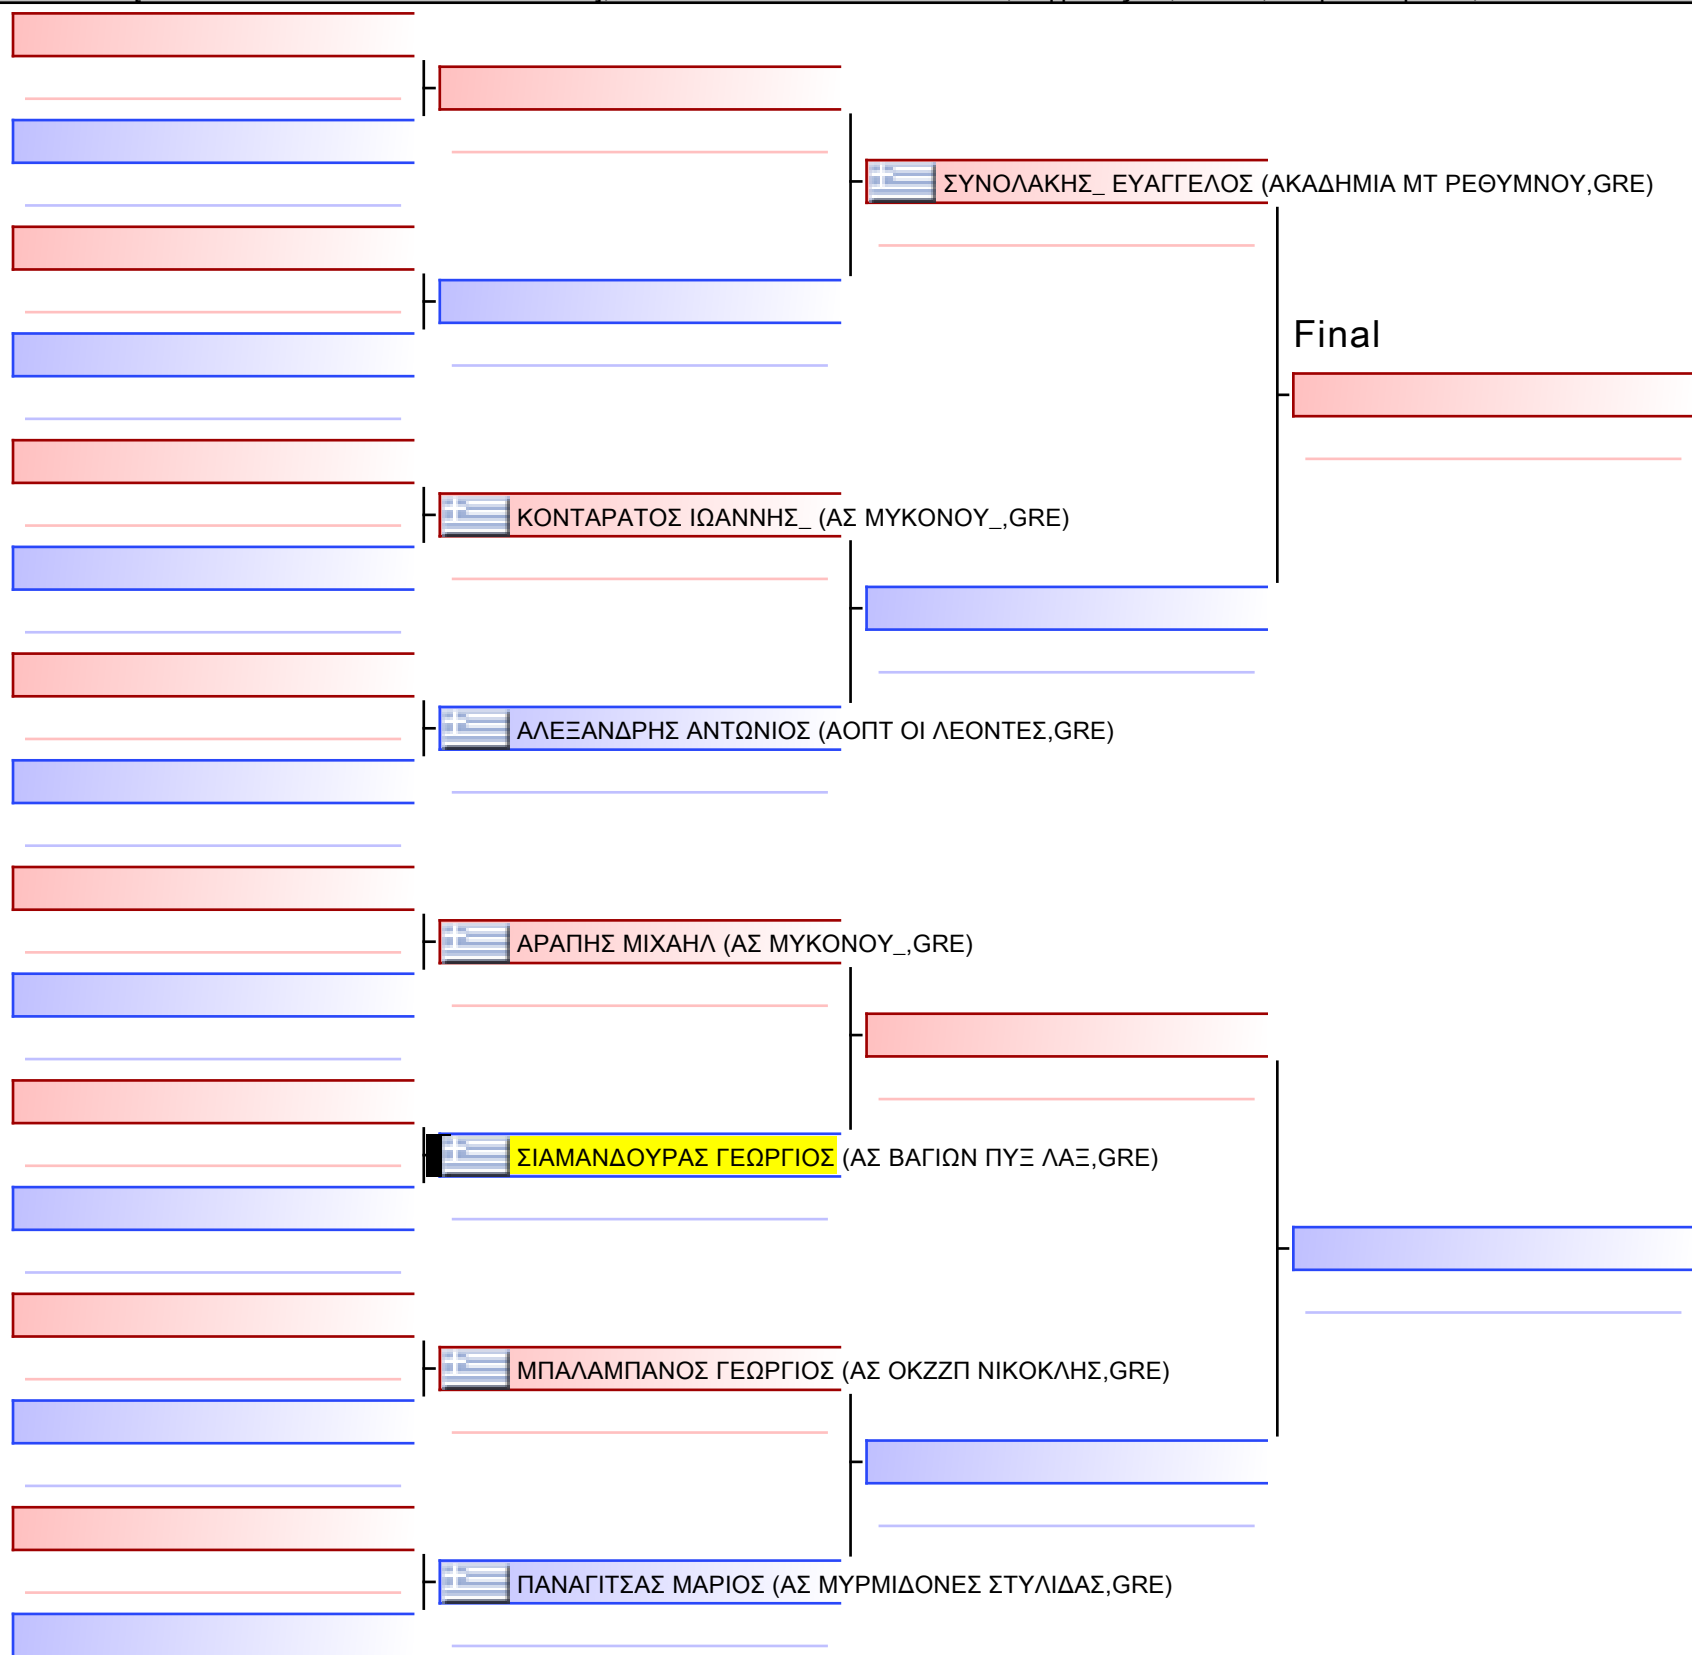 ΣΥΝΟΛΑΚΗΣ_ ΕΥΑΓΓΕΛΟΣ (ΑΚΑΔΗΜΙΑ ΜΤ ΡΕΘΥΜΝΟΥ,GRE)
Final
ΚΟΝΤΑΡΑΤΟΣ ΙΩΑΝΝΗΣ_ (ΑΣ ΜΥΚΟΝΟΥ_,GRE)
ΑΛΕΞΑΝΔΡΗΣ ΑΝΤΩΝΙΟΣ (ΑΟΠΤ ΟΙ ΛΕΟΝΤΕΣ,GRE)
ΑΡΑΠΗΣ ΜΙΧΑΗΛ (ΑΣ ΜΥΚΟΝΟΥ_,GRE)
ΣΙΑΜΑΝΔΟΥΡΑΣ ΓΕΩΡΓΙΟΣ (ΑΣ ΒΑΓΙΩΝ ΠΥΞ ΛΑΞ,GRE)
ΜΠΑΛΑΜΠΑΝΟΣ ΓΕΩΡΓΙΟΣ (ΑΣ ΟΚΖΖΠ ΝΙΚΟΚΛΗΣ,GRE)
ΠΑΝΑΓΙΤΣΑΣ ΜΑΡΙΟΣ (ΑΣ ΜΥΡΜΙΔΟΝΕΣ ΣΤΥΛΙΔΑΣ,GRE)